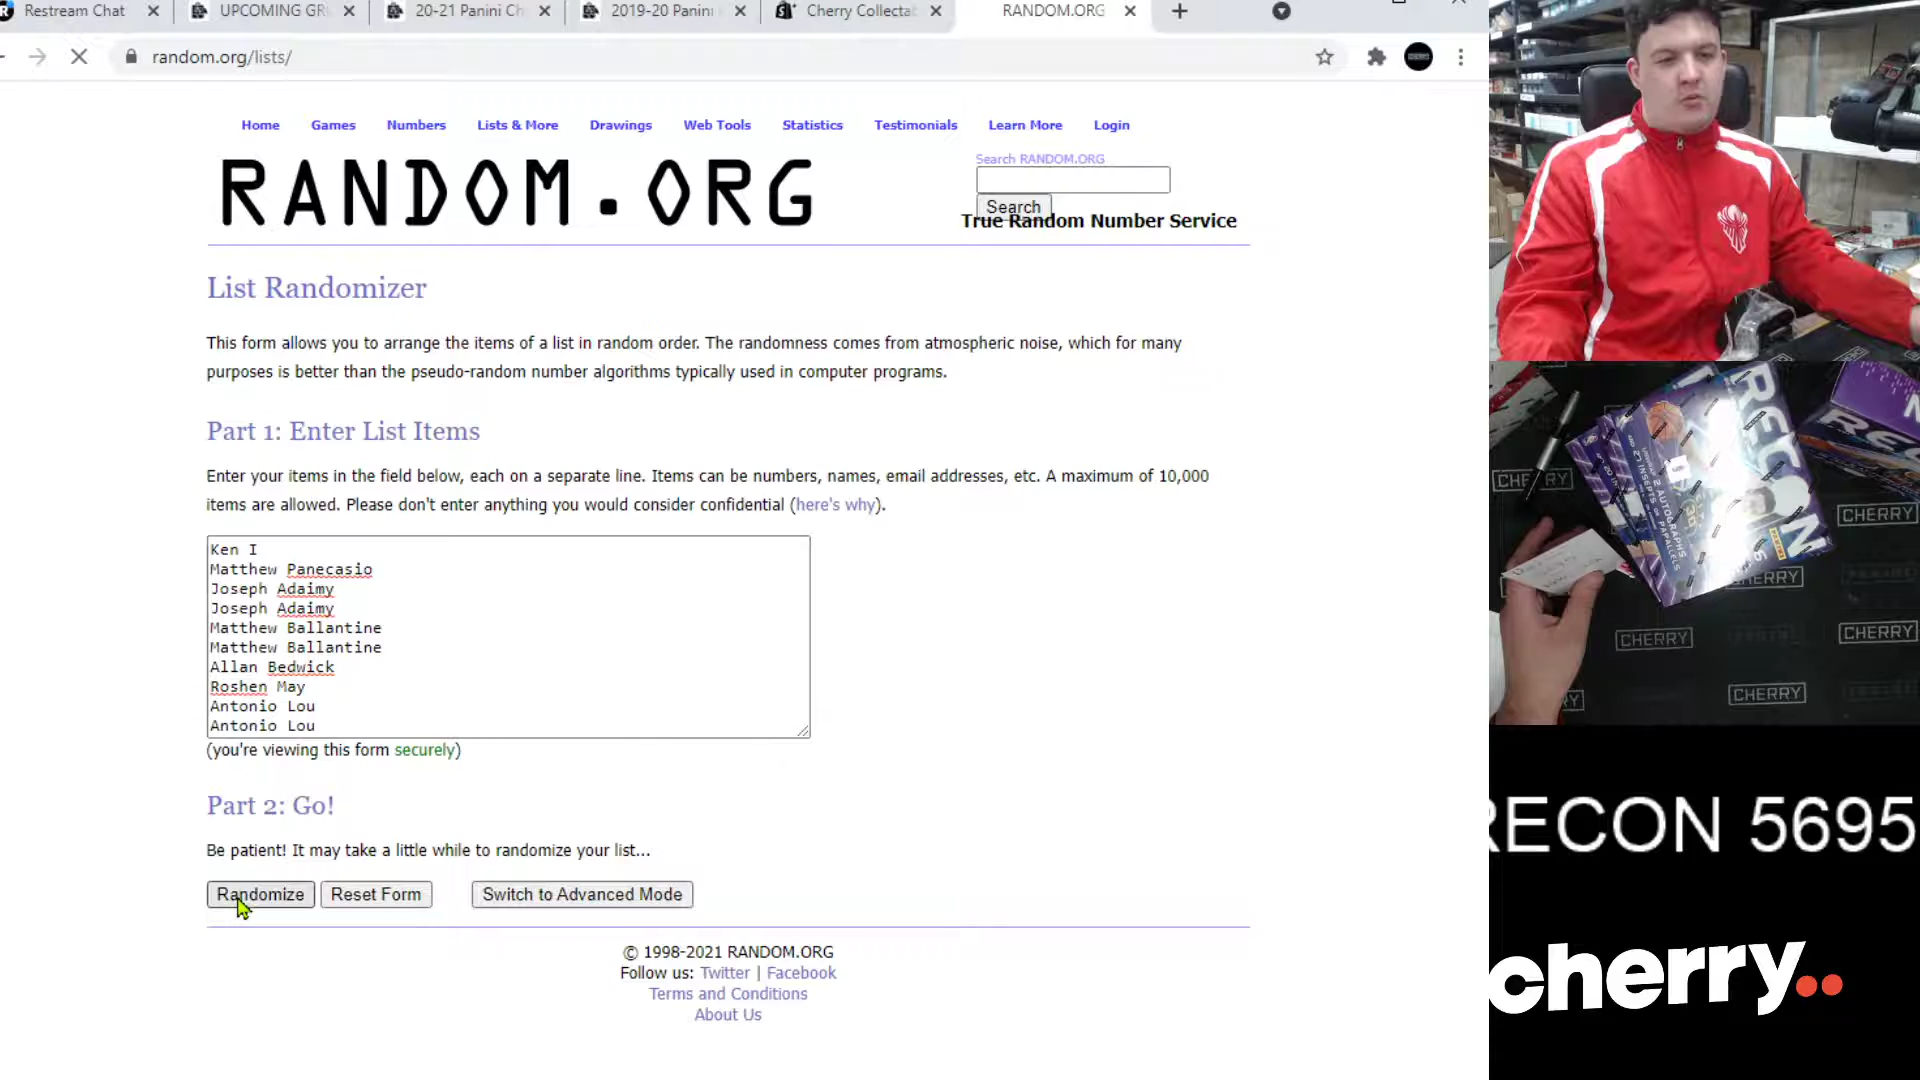 Restream Chat
UPCOMING GR
20-21 Panini Ch
2019-20 Panini
Cherry Collectab
RANDOM.ORG
random.org/lists/
Home Games Numbers Lists & More Drawings Web Tools Statistics Testimonials Learn More Login
RANDOM.ORG
Search RANDOM.ORG
Search
True Random Number Service
List Randomizer
This form allows you to arrange the items of a list in random order. The randomness comes from atmospheric noise, which for many
purposes is better than the pseudo-random number algorithms typically used in computer programs.
Part 1: Enter List Items
Enter your items in the field below, each on a separate line. Items can be numbers, names, email addresses, etc. A maximum of 10,000
items are allowed. Please don't enter anything you would consider confidential (here's why).
Ken I
Matthew Panecasio
Joseph Adaimy
Joseph Adaimy
Matthew Ballantine
Matthew Ballantine
Allan Bedwick
Roshen May
Antonio Lou
Antonio Lou
(you're viewing this form securely)
Part 2: Go!
Be patient! It may take a little while to randomize your list...
Randomize Reset Form Switch to Advanced Mode
© 1998-2021 RANDOM.ORG
Follow us: Twitter | Facebook
Terms and Conditions
About Us
RECON
2 AUTOGRAPHS
CHERRY
CHERRY
CHERRY
CHERRY
CHERRY
CHERRY
RECON 5695
cherry..